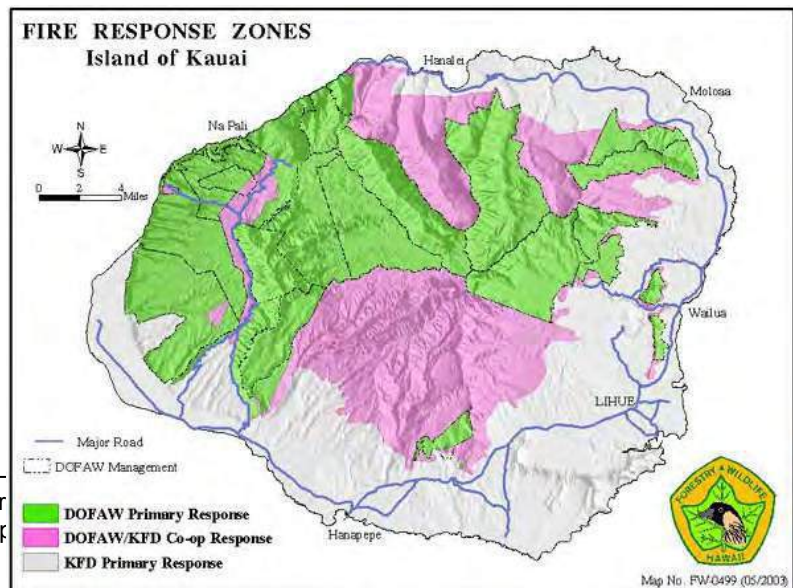 FIRE RESPONSE ZONES
Island of Kauai
Hanalei
Moloaa
Na Pali
N
W E
S
0 2 4
Miles
Wailua
LIHUE
Major Road
DOFAW Management
DOFAW Primary Response
DOFAW/KFD Co-op Response
KFD Primary Response
Hanapepe
FORESTRY & WILDLIFE
HAWAII
Map No. FW-0499 (05/2003)